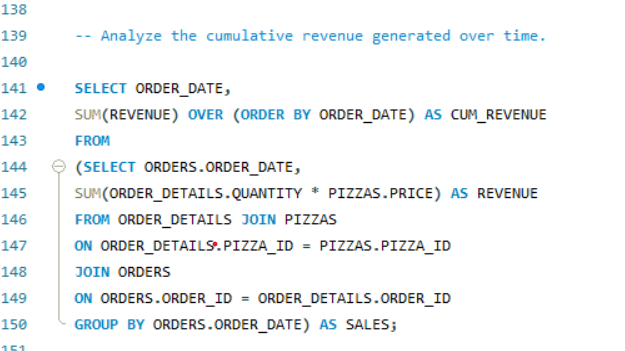 138
139 -- Analyze the cumulative revenue generated over time.
140
141 SELECT ORDER_DATE,
142 SUM(REVENUE) OVER (ORDER BY ORDER_DATE) AS CUM_REVENUE
143 FROM
144 (SELECT ORDERS.ORDER_DATE,
145 SUM(ORDER_DETAILS.QUANTITY * PIZZAS.PRICE) AS REVENUE
146 FROM ORDER_DETAILS JOIN PIZZAS
147 ON ORDER_DETAILS.PIZZA_ID = PIZZAS.PIZZA_ID
148 JOIN ORDERS
149 ON ORDERS.ORDER_ID = ORDER_DETAILS.ORDER_ID
150 GROUP BY ORDERS.ORDER_DATE) AS SALES;
151